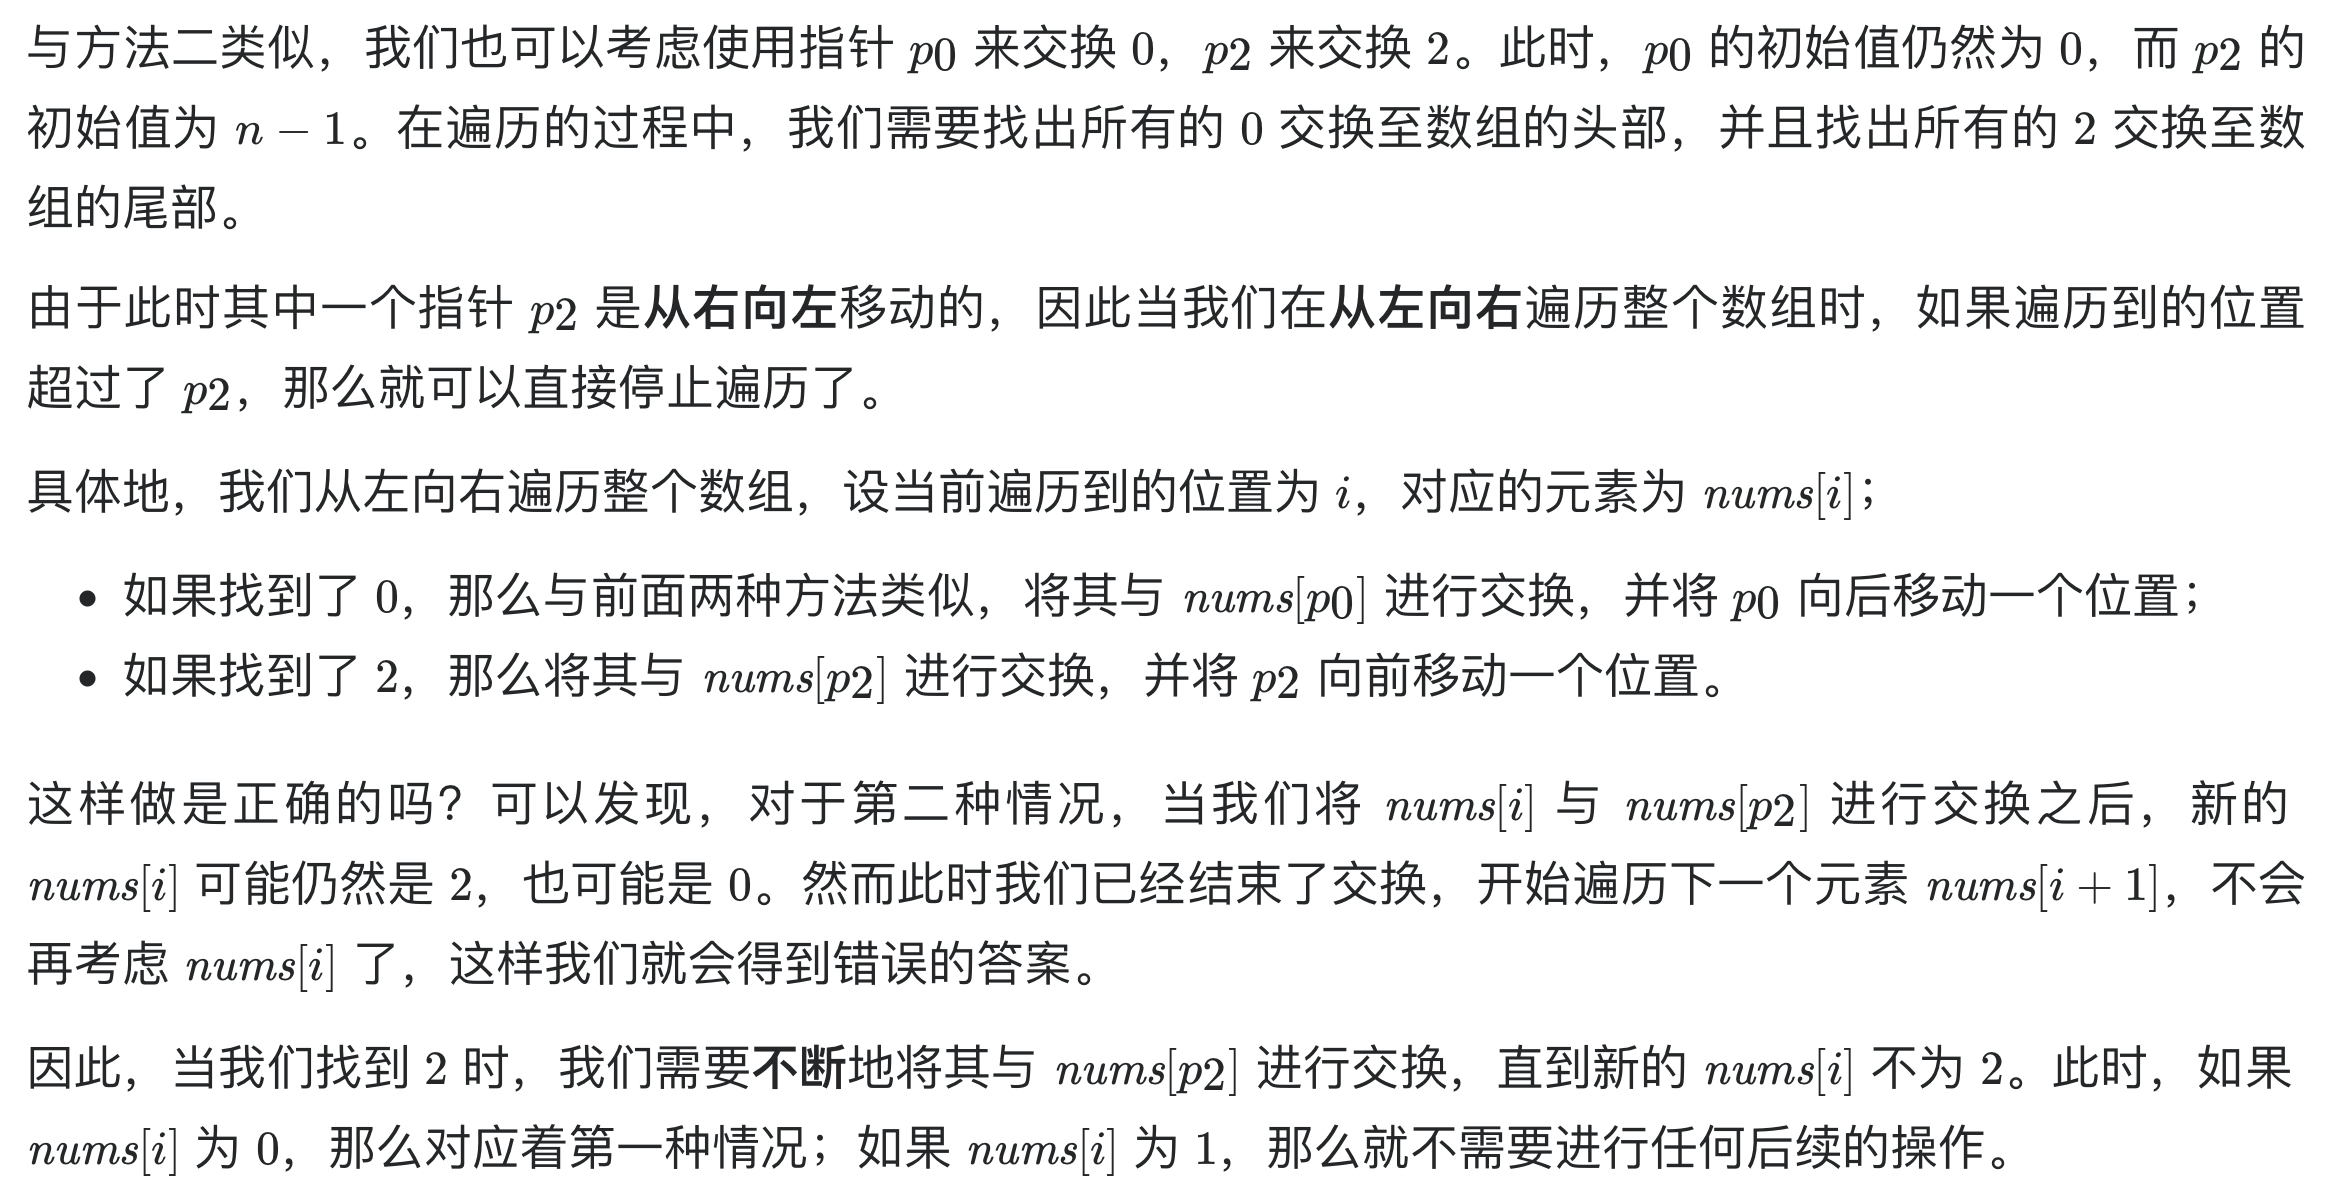 与方法二类似，我们也可以考虑使用指针 p0 来交换 0，p2 来交换 2。此时，p0 的初始值仍然为 0，而 p2 的
初始值为 n − 1。在遍历的过程中，我们需要找出所有的 0 交换至数组的头部，并且找出所有的 2 交换至数
组的尾部。
由于此时其中一个指针 p2 是从右向左移动的，因此当我们在从左向右遍历整个数组时，如果遍历到的位置
超过了 p2，那么就可以直接停止遍历了。
具体地，我们从左向右遍历整个数组，设当前遍历到的位置为 i，对应的元素为 nums[i]；
• 如果找到了 0，那么与前面两种方法类似，将其与 nums[p0] 进行交换，并将 p0 向后移动一个位置；
• 如果找到了 2，那么将其与 nums[p2] 进行交换，并将 p2 向前移动一个位置。
这样做是正确的吗？可以发现，对于第二种情况，当我们将 nums[i] 与 nums[p2] 进行交换之后，新的
nums[i] 可能仍然是 2，也可能是 0。然而此时我们已经结束了交换，开始遍历下一个元素 nums[i + 1]，不会
再考虑 nums[i] 了，这样我们就会得到错误的答案。
因此，当我们找到 2 时，我们需要不断地将其与 nums[p2] 进行交换，直到新的 nums[i] 不为 2。此时，如果
nums[i] 为 0，那么对应着第一种情况；如果 nums[i] 为 1，那么就不需要进行任何后续的操作。